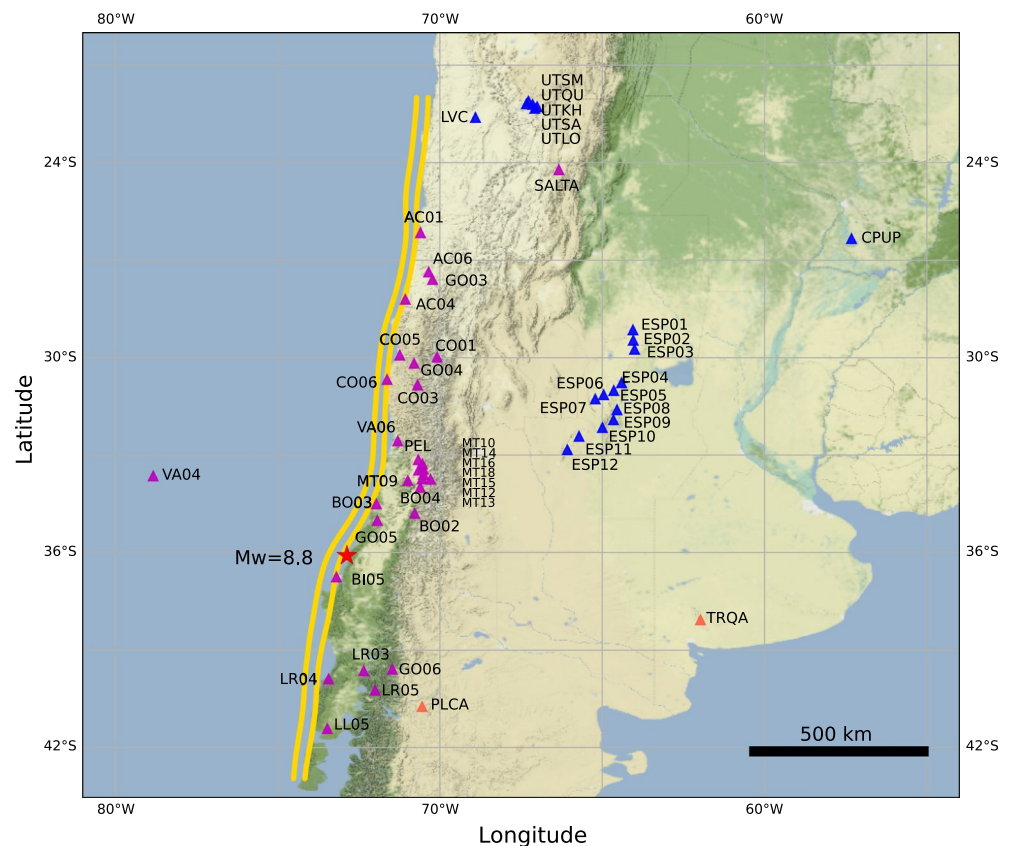 80°W 70°W 60°W
UTSM
UTQU
UTKH
UTSA
UTLO
LVC
24°S 24°S
SALTA
AC01
CPUP
AC06
GO03
AC04
ESP01
ESP02
CO05
CO01
ESP03
30°S 30°S
GO04
ESP04
CO06
ESP06
CO03
ESP05
ESP07
ESP08
ESP09
VA06
ESP10
PEL
MT10
MT14
ESP11
MT16
ESP12
MT18
VA04
MT09
MT15
MT12
BO04
BO03
MT13
BO02
GO05
36°S 36°S
Mw=8.8
BI05
TRQA
LR03
GO06
LR04
LR05
PLCA
LL05
500 km
42°S 42°S
80°W 70°W 60°W
Longitude
Latitude